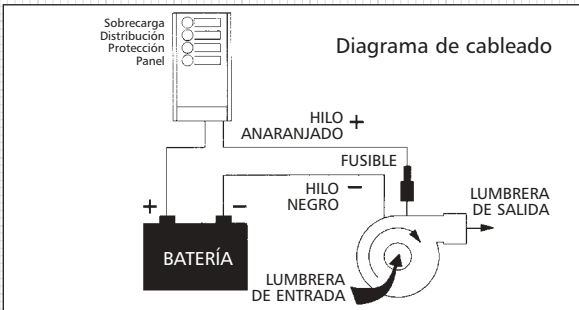 Sobrecarga
Distribución
Protección
Panel
Diagrama de cableado
HILO +
ANARANJADO
FUSIBLE
HILO −
NEGRO
LUMBRERA
DE SALIDA
+ −
BATERÍA
LUMBRERA
DE ENTRADA